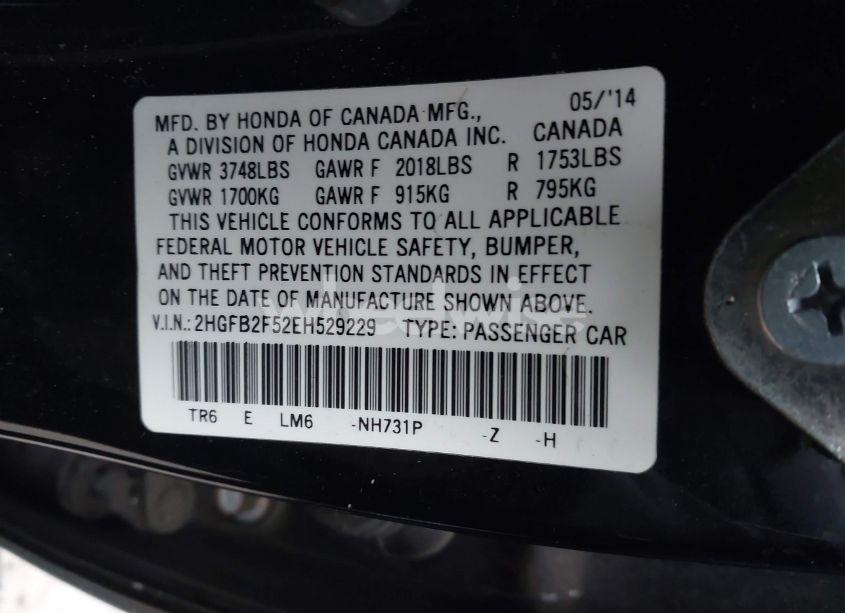 MFD. BY HONDA OF CANADA MFG., 05/'14
A DIVISION OF HONDA CANADA INC. CANADA
GVWR 3748LBS GAWR F 2018LBS R 1753LBS
GVWR 1700KG GAWR F 915KG R 795KG
THIS VEHICLE CONFORMS TO ALL APPLICABLE
FEDERAL MOTOR VEHICLE SAFETY, BUMPER,
AND THEFT PREVENTION STANDARDS IN EFFECT
ON THE DATE OF MANUFACTURE SHOWN ABOVE.
wheelwise
V.I.N.: 2HGFB2F52EH529229 TYPE: PASSENGER CAR
TR6 E LM6 -NH731P -Z -H